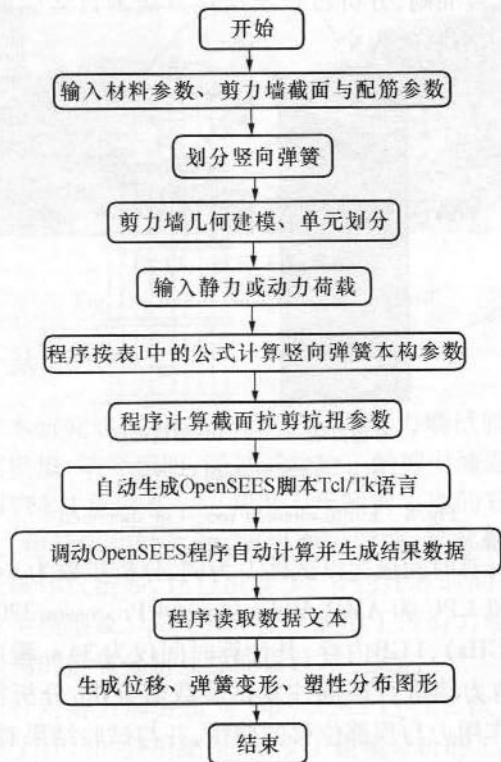 开始
输入材料参数、剪力墙截面与配筋参数
划分竖向弹簧
剪力墙几何建模、单元划分
输入静力或动力荷载
程序按表1中的公式计算竖向弹簧本构参数
程序计算截面抗剪抗扭参数
自动生成OpenSEES脚本Tcl/Tk语言
调动OpenSEES程序自动计算并生成结果数据
程序读取数据文本
生成位移、弹簧变形、塑性分布图形
结束